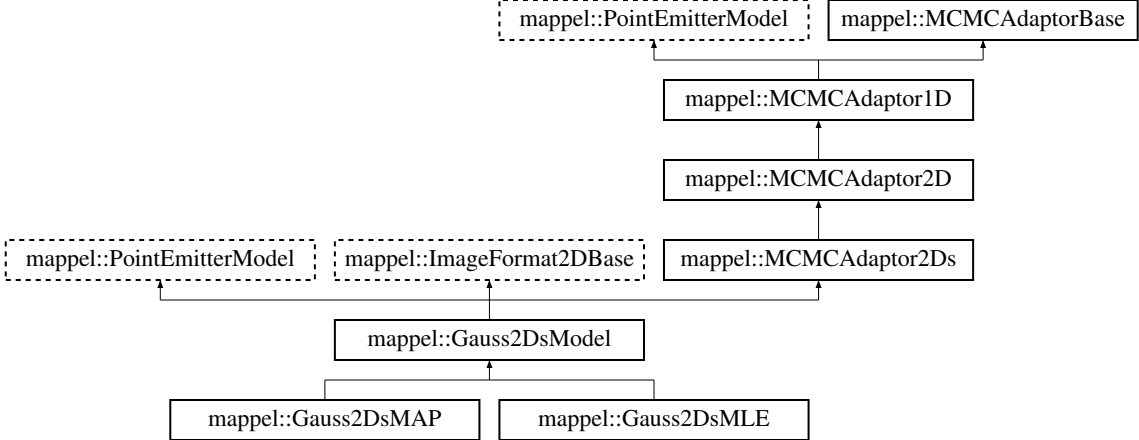 mappel::PointEmitterModel
mappel::MCMCAdaptorBase
mappel::MCMCAdaptor1D
mappel::MCMCAdaptor2D
mappel::PointEmitterModel
mappel::ImageFormat2DBase
mappel::MCMCAdaptor2Ds
mappel::Gauss2DsModel
mappel::Gauss2DsMAP
mappel::Gauss2DsMLE